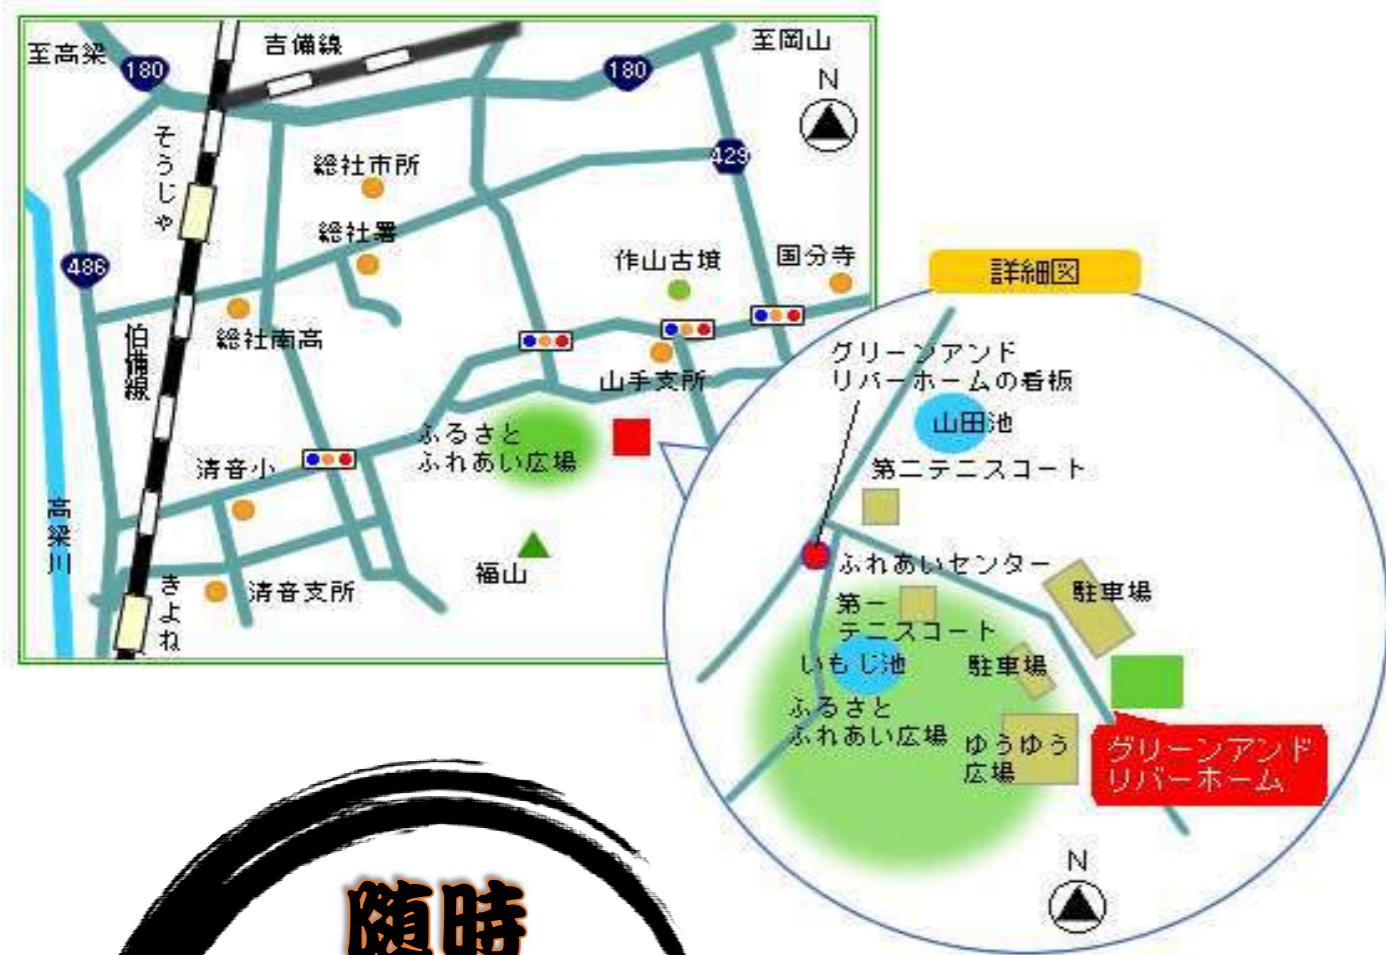 至高梁
180
吉備線
180
至岡山
N
そうじゃ
総社市所
429
総社署
486
作山古墳
国分寺
伯備線
総社南高
山手支所
ふるさと
ふれあい広場
清音小
高梁川
福山
きよね
清音支所
詳細図
グリーンアンド
リバーホームの看板
山田池
第二テニスコート
ふれあいセンター
駐車場
第一
テニスコート
いもじ池
駐車場
ふるさと
ふれあい広場
ゆうゆう
広場
グリーンアンド
リバーホーム
N
随時